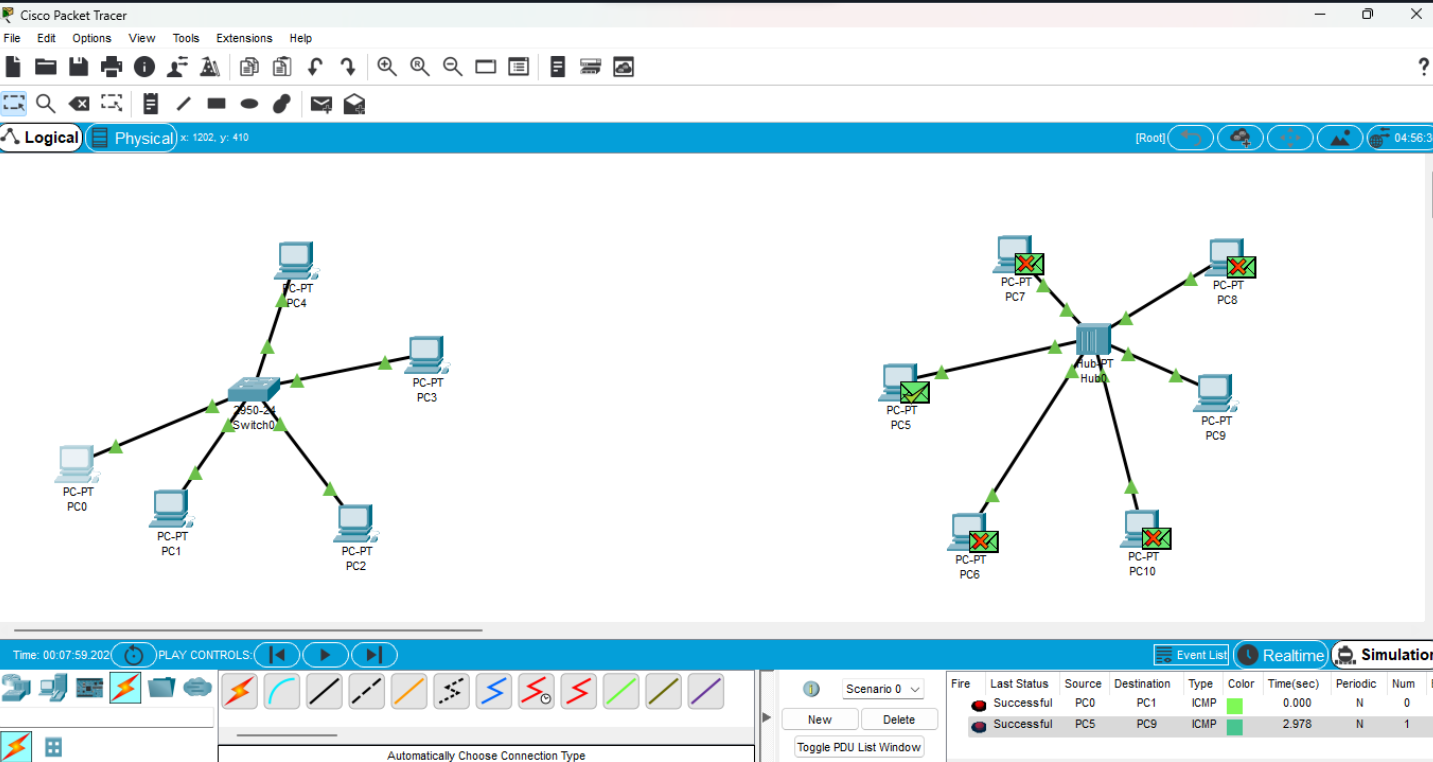 Cisco Packet Tracer
File Edit Options View Tools Extensions Help
?
Logical Physical x: 1202, y: 410 [Root] 04:56:3
PC-PT
PC4
PC-PT
PC3
2950-24
Switch0
PC-PT
PC0
PC-PT
PC1
PC-PT
PC2
PC-PT
PC7
PC-PT
PC8
Hub-PT
Hub0
PC-PT
PC5
PC-PT
PC9
PC-PT
PC6
PC-PT
PC10
Time: 00:07:59.202 PLAY CONTROLS: Event List Realtime Simulation
Scenario 0
New Delete
Toggle PDU List Window
Fire Last Status Source Destination Type Color Time(sec) Periodic Num
Successful PC0 PC1 ICMP 0.000 N 0
Successful PC5 PC9 ICMP 2.978 N 1
Automatically Choose Connection Type